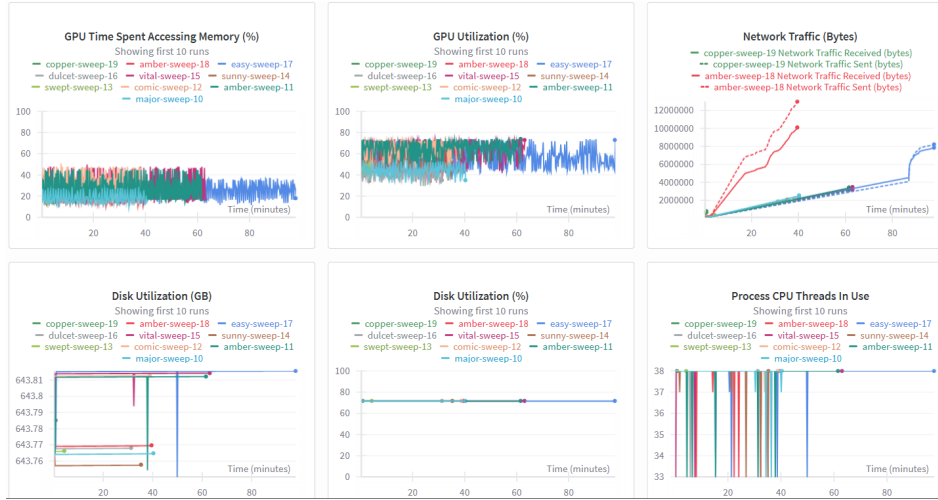 GPU Time Spent Accessing Memory (%)
Showing first 10 runs
copper-sweep-19 amber-sweep-18 easy-sweep-17
dulcet-sweep-16 vital-sweep-15 sunny-sweep-14
swept-sweep-13 comic-sweep-12 amber-sweep-11
major-sweep-10
100
80
60
40
20
0
Time (minutes)
20 40 60 80
GPU Utilization (%)
Showing first 10 runs
copper-sweep-19 amber-sweep-18 easy-sweep-17
dulcet-sweep-16 vital-sweep-15 sunny-sweep-14
swept-sweep-13 comic-sweep-12 amber-sweep-11
major-sweep-10
100
80
60
40
20
0
Time (minutes)
20 40 60 80
Network Traffic (Bytes)
copper-sweep-19 Network Traffic Received (bytes)
copper-sweep-19 Network Traffic Sent (bytes)
amber-sweep-18 Network Traffic Received (bytes)
amber-sweep-18 Network Traffic Sent (bytes)
12000000
10000000
8000000
6000000
4000000
2000000
Time (minutes)
20 40 60 80
Disk Utilization (GB)
Showing first 10 runs
copper-sweep-19 amber-sweep-18 easy-sweep-17
dulcet-sweep-16 vital-sweep-15 sunny-sweep-14
swept-sweep-13 comic-sweep-12 amber-sweep-11
major-sweep-10
643.81
643.8
643.79
643.78
643.77
643.76
Time (minutes)
20 40 60 80
Disk Utilization (%)
Showing first 10 runs
copper-sweep-19 amber-sweep-18 easy-sweep-17
dulcet-sweep-16 vital-sweep-15 sunny-sweep-14
swept-sweep-13 comic-sweep-12 amber-sweep-11
major-sweep-10
100
80
60
40
20
0
Time (minutes)
20 40 60 80
Process CPU Threads In Use
Showing first 10 runs
copper-sweep-19 amber-sweep-18 easy-sweep-17
dulcet-sweep-16 vital-sweep-15 sunny-sweep-14
swept-sweep-13 comic-sweep-12 amber-sweep-11
major-sweep-10
38
37
36
35
34
33
Time (minutes)
20 40 60 80